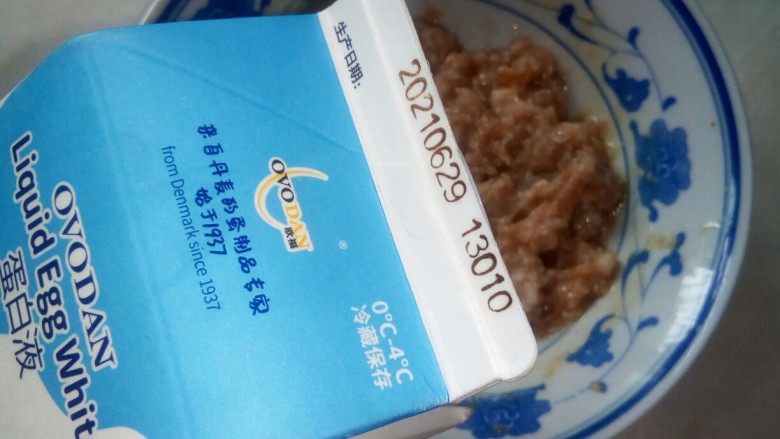 生产日期:
20210629 13010
OVODAN
欧福
®
来自丹麦的蛋制品专家
始于1937
from Denmark since 1937
0°C-4°C
冷藏保存
OVODAN
Liquid Egg Whit
蛋白液